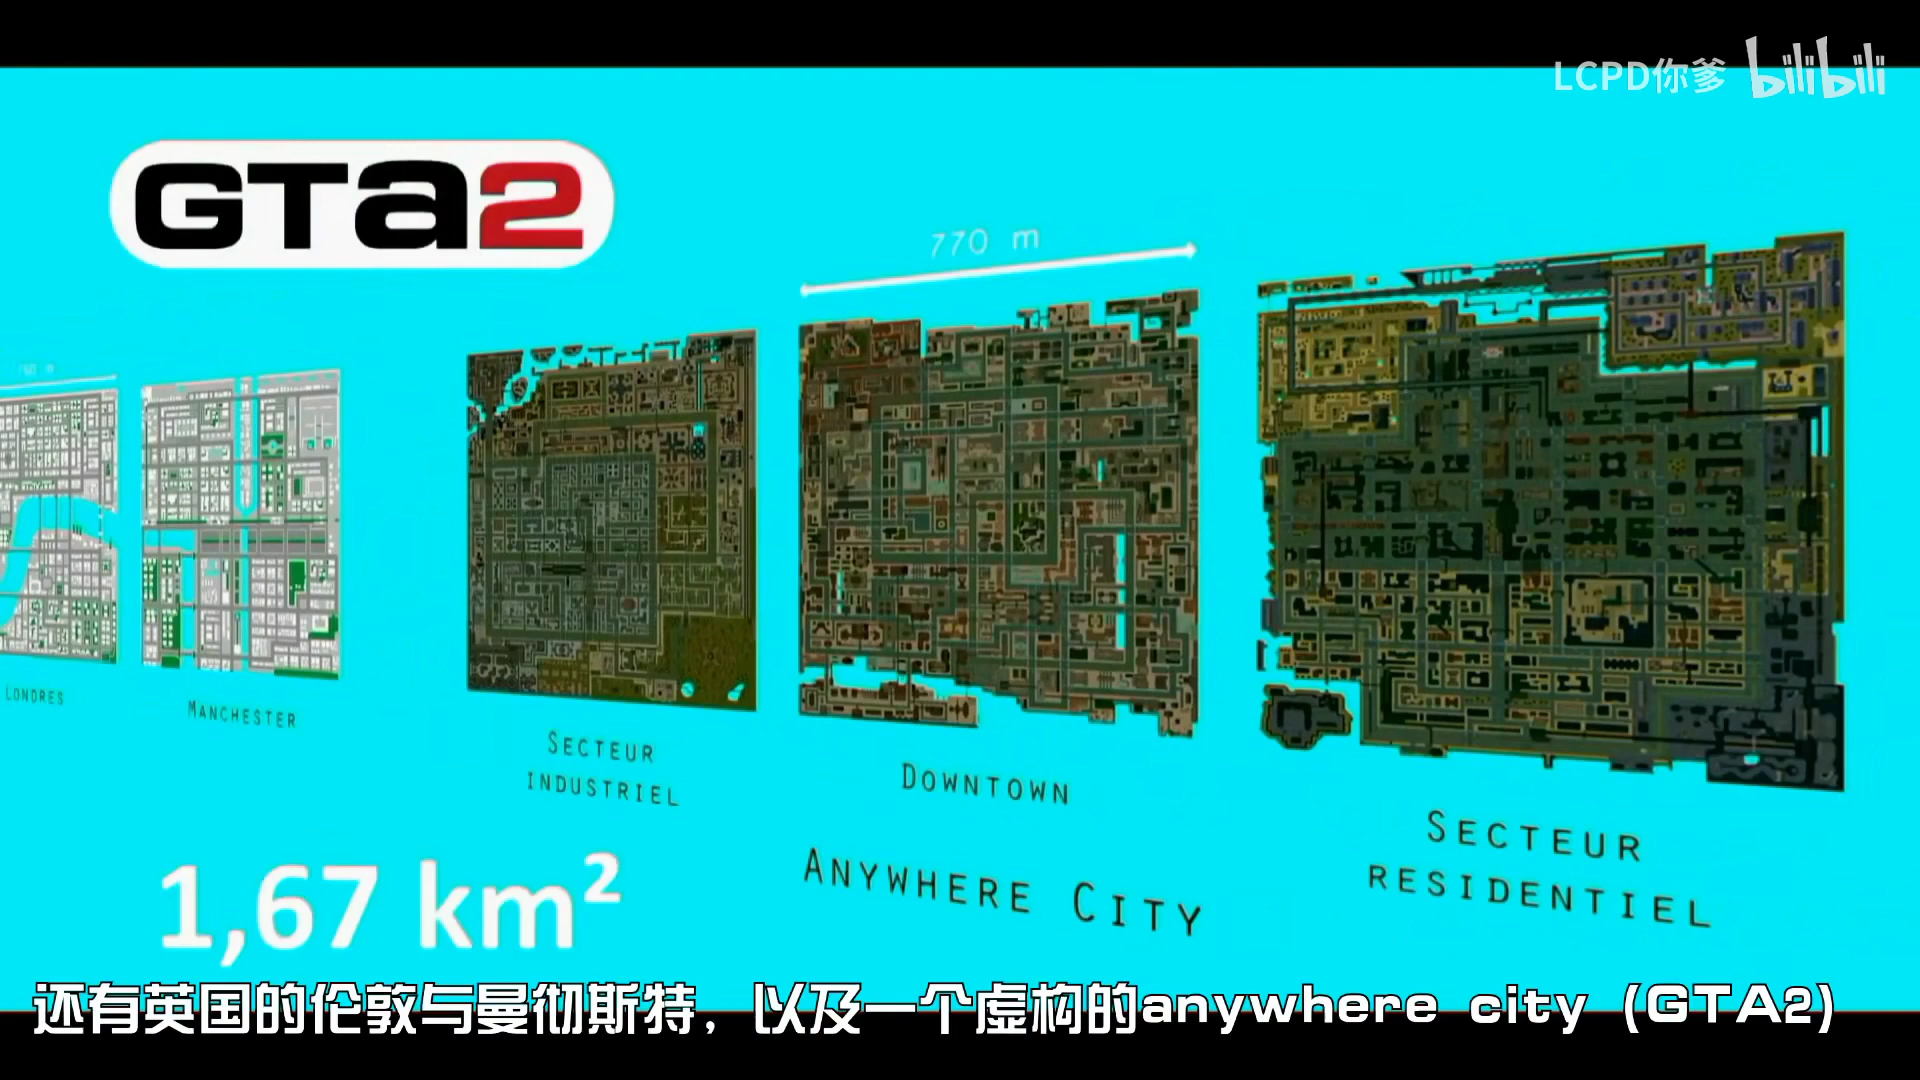 LCPD你爹 bilibili
GTA2
770 m
LONDRES
MANCHESTER
SECTEUR
INDUSTRIEL
DOWNTOWN
ANYWHERE CITY
SECTEUR
RESIDENTIEL
1,67 km²
还有英国的伦敦与曼彻斯特，以及一个虚构的anywhere city（GTA2）